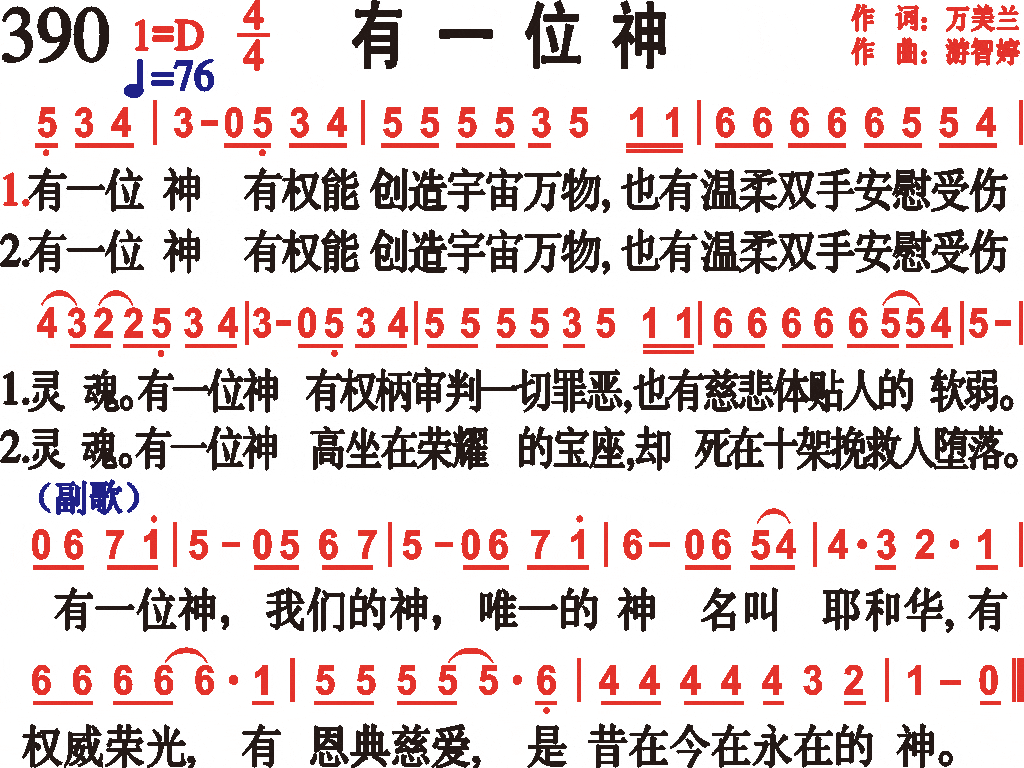 390 1=D 4/4 有一位神 作 词：万美兰
♩=76 作 曲：游智婷
5 3 4 | 3 - 0 5 3 4 | 5 5 5 5 3 5 1 1 | 6 6 6 6 6 5 5 4 |
1.有一位 神 有权能 创造宇宙万物,也有温柔双手安慰受伤
2.有一位 神 有权能 创造宇宙万物,也有温柔双手安慰受伤
4 3 2 2 5 3 4 | 3 - 0 5 3 4 | 5 5 5 5 3 5 1 1 | 6 6 6 6 6 5 5 4 | 5 - |
1.灵 魂。有一位神 有权柄审判一切罪恶,也有慈悲体贴人的 软弱。
2.灵 魂。有一位神 高坐在荣耀 的宝座,却 死在十架挽救人堕落。
（副歌）
0 6 7 1 | 5 - 0 5 6 7 | 5 - 0 6 7 1 | 6 - 0 6 5 4 | 4 · 3 2 · 1 |
有一位神, 我们的神, 唯一的 神 名叫 耶和华,有
6 6 6 6 6 · 1 | 5 5 5 5 5 · 6 | 4 4 4 4 4 3 2 | 1 - 0 ‖
权威荣光, 有 恩典慈爱, 是 昔在今在永在的 神。